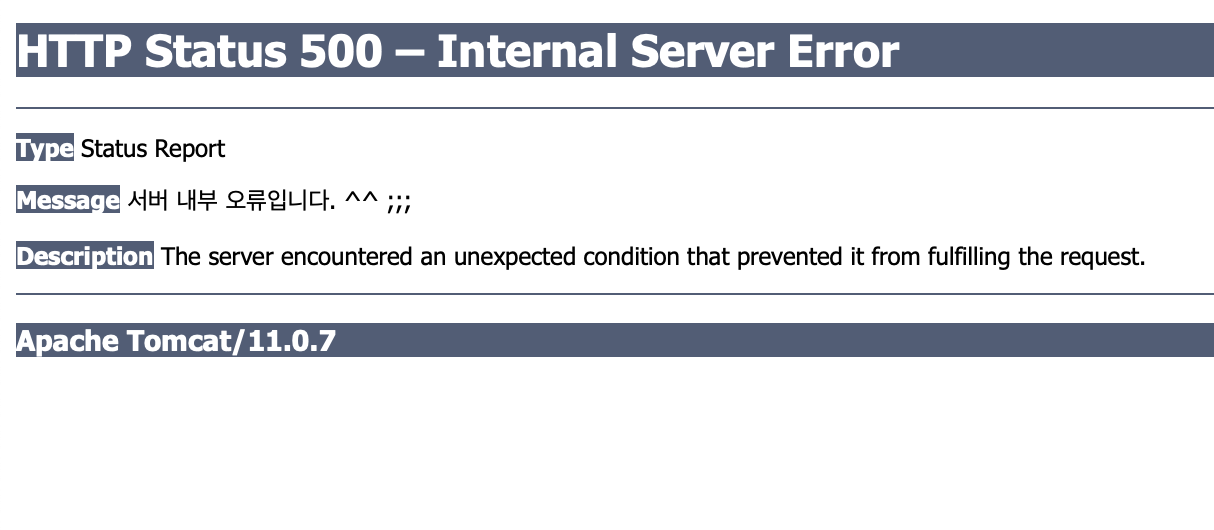 HTTP Status 500 – Internal Server Error
Type Status Report
Message 서버 내부 오류입니다. ^^ ;;;
Description The server encountered an unexpected condition that prevented it from fulfilling the request.
Apache Tomcat/11.0.7